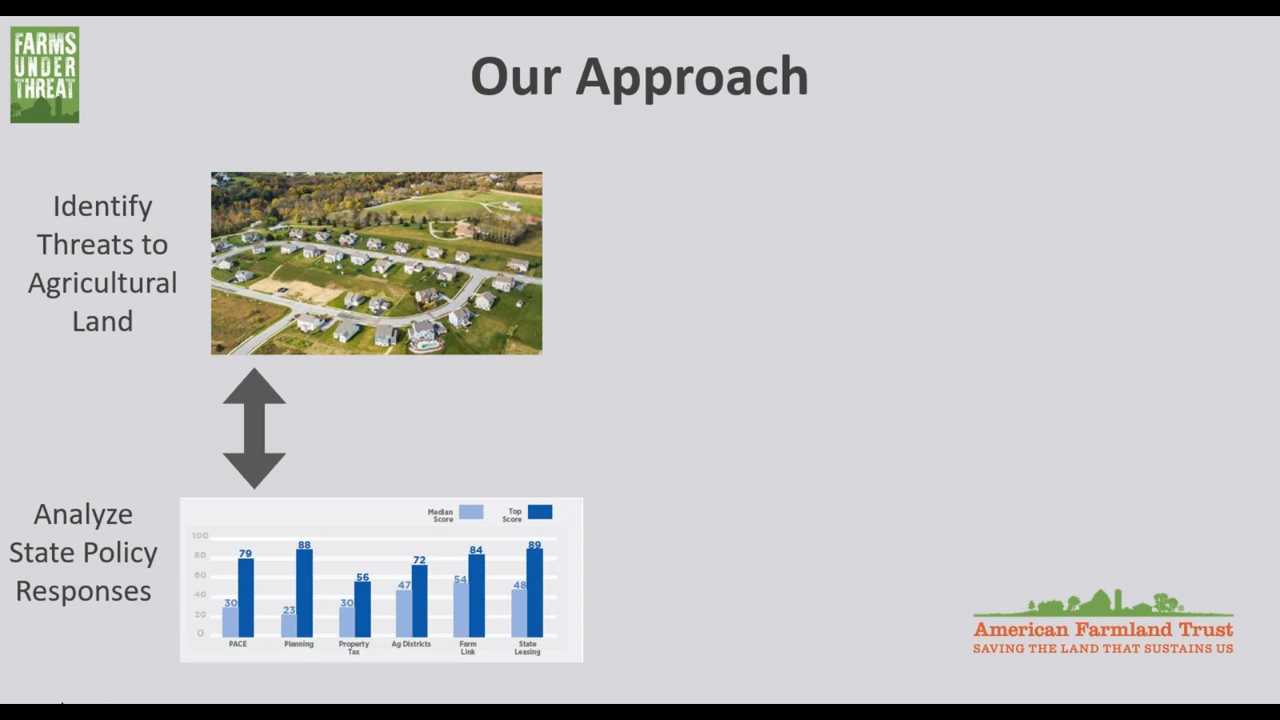 FARMS
UNDER
THREAT
Our Approach
Identify
Threats to
Agricultural
Land
Analyze
State Policy
Responses
Median
Score
Top
Score
100
80
60
40
20
0
30
79
23
88
30
56
47
72
54
84
48
89
PACE
Planning
Property
Tax
Ag Districts
Farm
Link
State
Leasing
American Farmland Trust
SAVING THE LAND THAT SUSTAINS US